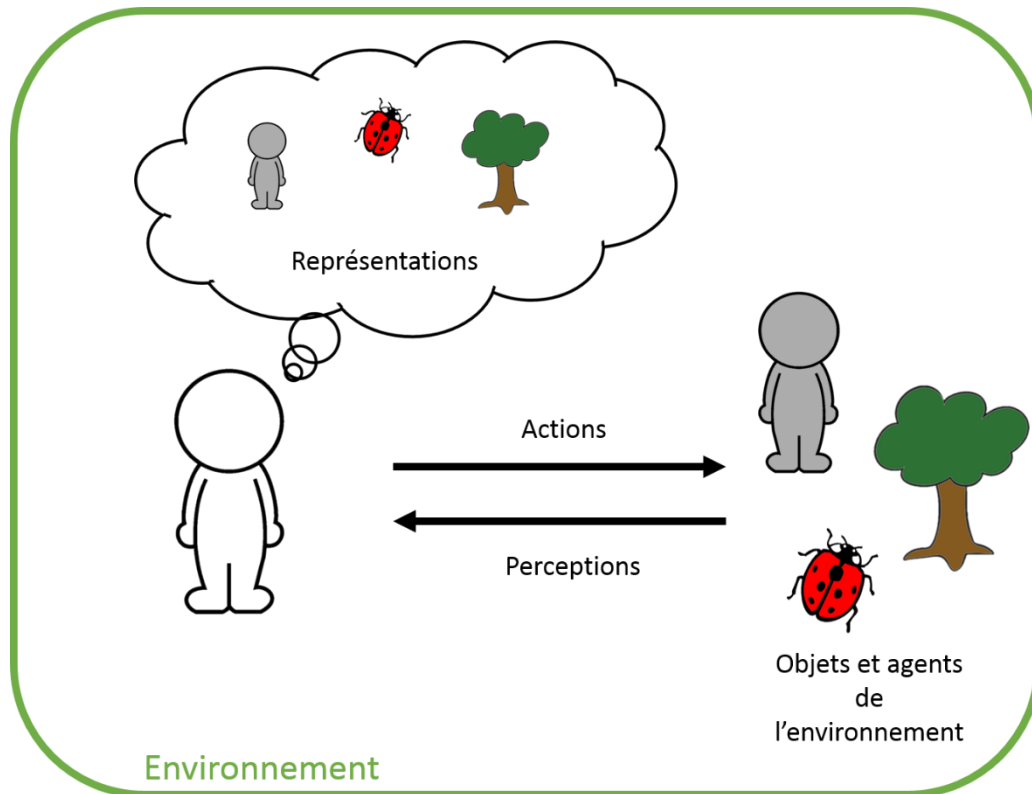 Représentations
Actions
Perceptions
Objets et agents
de
l’environnement
Environnement